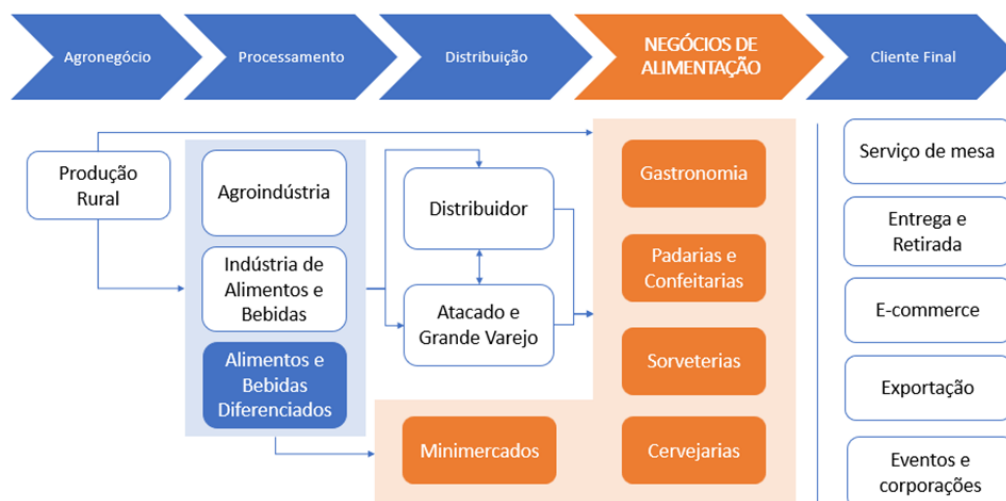 Agronegócio
Processamento
Distribuição
NEGÓCIOS DE
ALIMENTAÇÃO
Cliente Final
Produção
Rural
Agroindústria
Indústria de
Alimentos e
Bebidas
Alimentos e
Bebidas
Diferenciados
Distribuidor
Atacado e
Grande Varejo
Minimercados
Gastronomia
Padarias e
Confeitarias
Sorveterias
Cervejarias
Serviço de mesa
Entrega e
Retirada
E-commerce
Exportação
Eventos e
corporações